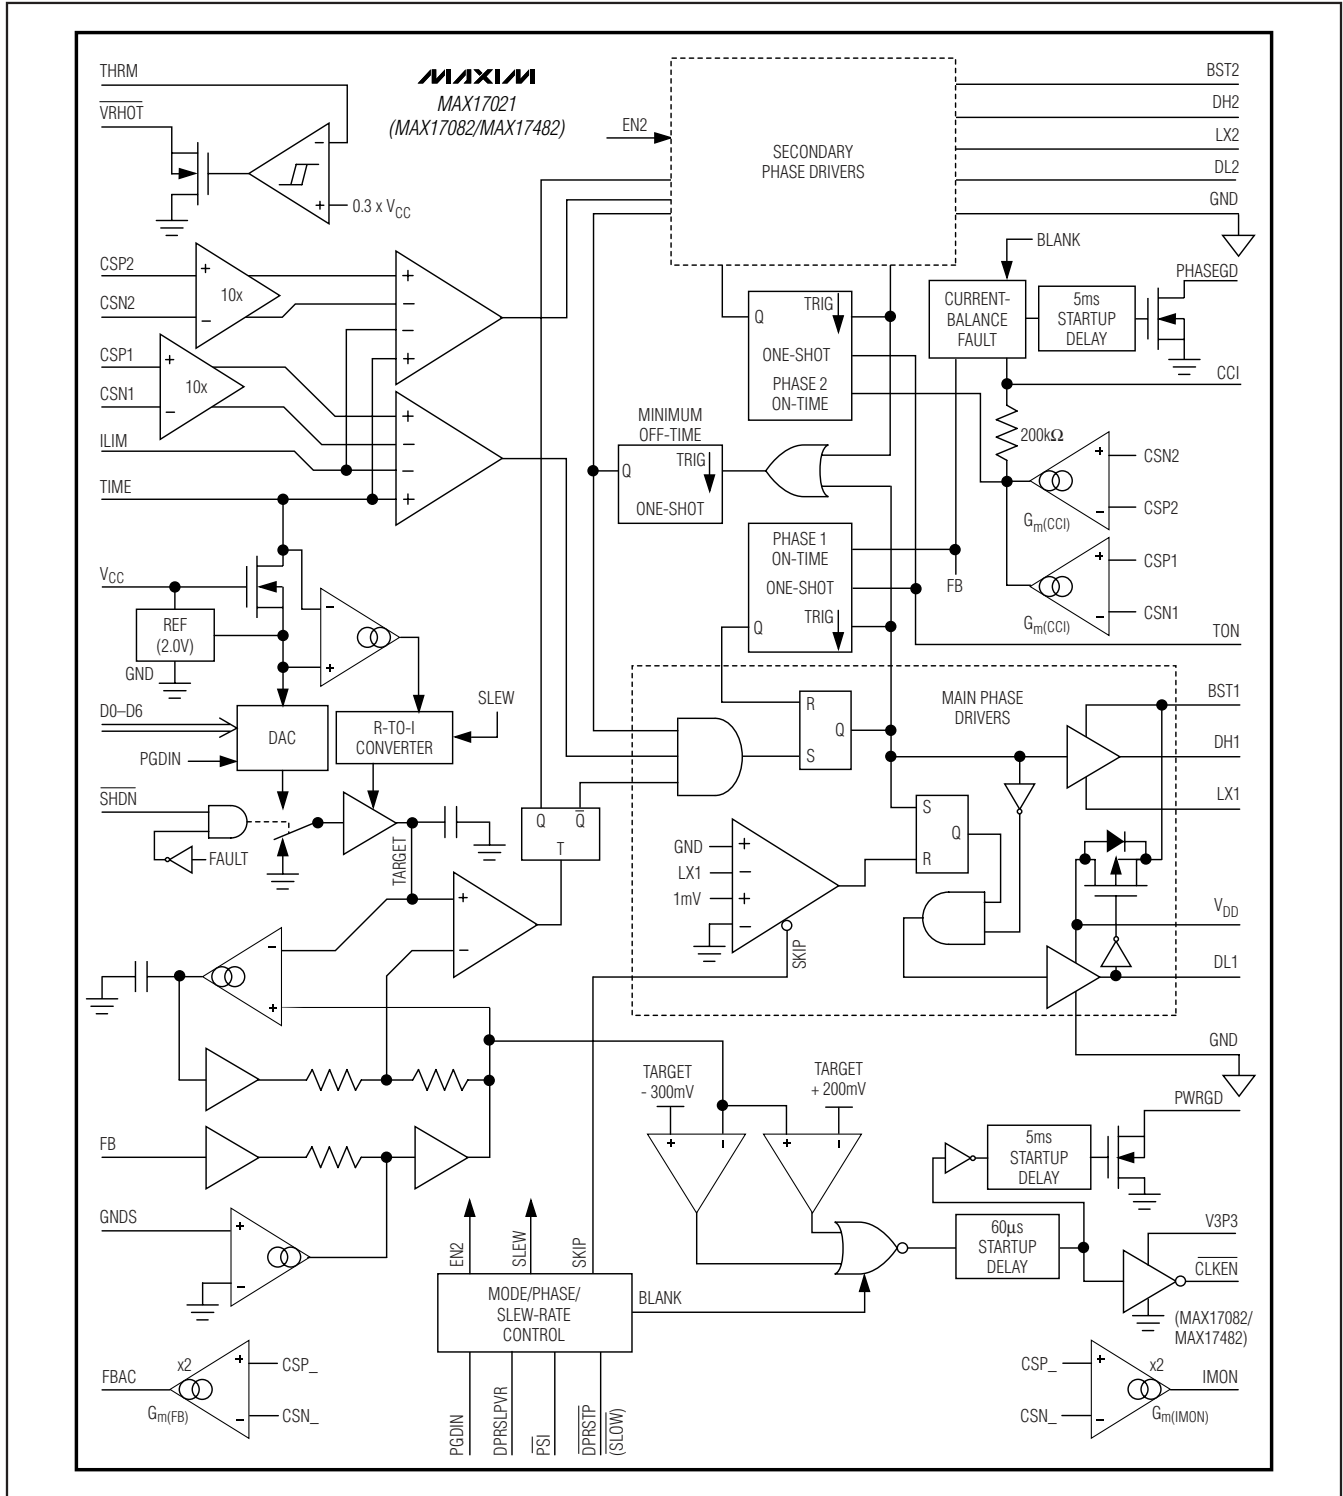 THRM
VRHOT
MAXIM
MAX17021
(MAX17082/MAX17482)
0.3 x VCC
EN2
SECONDARY
PHASE DRIVERS
BST2
DH2
LX2
DL2
GND
BLANK
PHASEGD
CURRENT-
BALANCE
FAULT
5ms
STARTUP
DELAY
CCI
CSP2
CSN2
10x
CSP1
CSN1
10x
ILIM
TIME
+
−
−
+
+
−
−
+
Q
TRIG
ONE-SHOT
PHASE 2
ON-TIME
MINIMUM
OFF-TIME
Q
TRIG
ONE-SHOT
200kΩ
CSN2
CSP2
Gm(CCI)
CSP1
CSN1
Gm(CCI)
PHASE 1
ON-TIME
ONE-SHOT
TRIG
Q
FB
TON
VCC
REF
(2.0V)
GND
D0–D6
DAC
PGDIN
R-TO-I
CONVERTER
SLEW
SHDN
FAULT
TARGET
Q
Q
T
R
Q
S
MAIN PHASE
DRIVERS
BST1
DH1
LX1
S
Q
R
GND
LX1
1mV
+
−
+
−
SKIP
VDD
DL1
GND
TARGET
- 300mV
TARGET
+ 200mV
PWRGD
5ms
STARTUP
DELAY
FB
GNDS
60µs
STARTUP
DELAY
V3P3
CLKEN
(MAX17082/
MAX17482)
EN2
SLEW
SKIP
MODE/PHASE/
SLEW-RATE
CONTROL
BLANK
PGDIN
DPRSLPVR
PSI
DPRSTP
(SLOW)
FBAC
x2
Gm(FB)
CSP_
CSN_
CSP_
CSN_
x2
Gm(IMON)
IMON